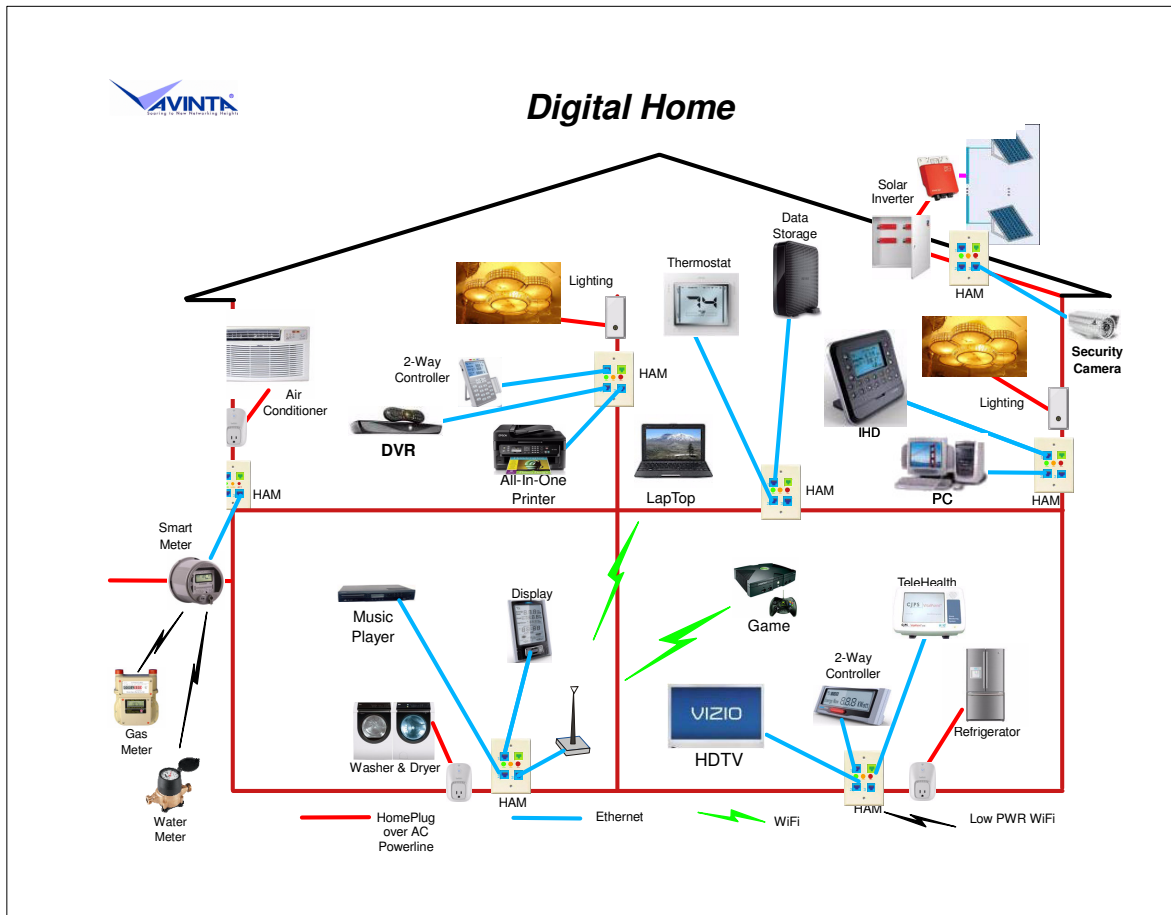 AVINTA®
Soaring to New Networking Heights
Digital Home
Solar
Inverter
Data
Storage
Thermostat
74
Lighting
HAM
Security
Camera
2-Way
Controller
HAM
Air
Conditioner
DVR
All-In-One
Printer
LapTop
IHD
Lighting
PC
HAM
HAM
HAM
Smart
Meter
Music
Player
Display
Game
TeleHealth
CJPS
2-Way
Controller
VIZIO
HDTV
Refrigerator
Gas
Meter
Washer & Dryer
HAM
HAM
Water
Meter
HomePlug
over AC
Powerline
Ethernet
WiFi
Low PWR WiFi